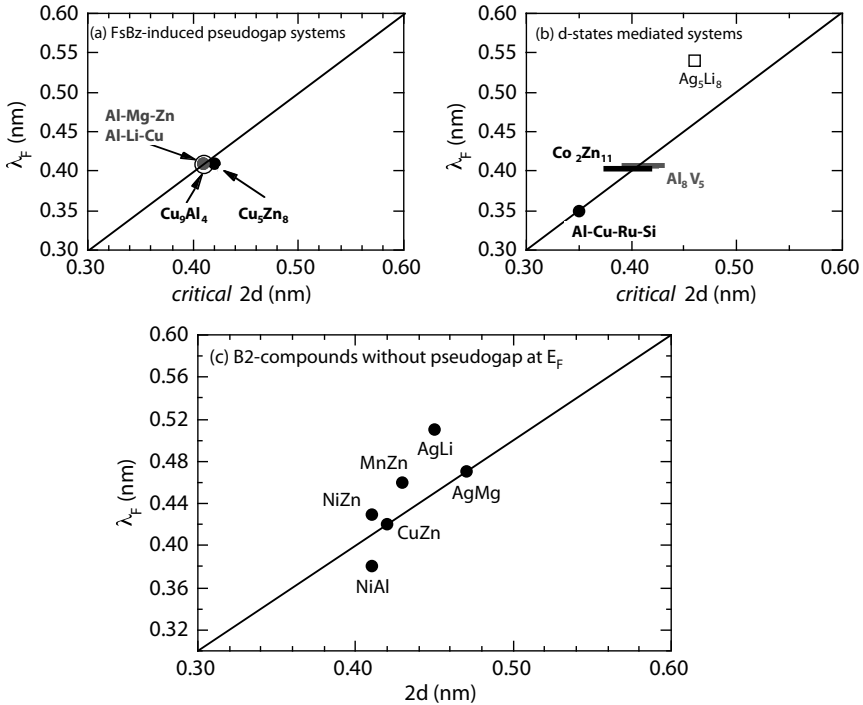 (a) FsBz-induced pseudogap systems
0.60
0.55
0.50
0.45
0.40
0.35
0.30
λF (nm)
Al-Mg-Zn
Al-Li-Cu
Cu9Al4
Cu5Zn8
0.30 0.40 0.50 0.60
critical 2d (nm)
(b) d-states mediated systems
0.60
0.55
0.50
0.45
0.40
0.35
0.30
λF (nm)
Ag5Li8
Co 2Zn11
Al8V5
Al-Cu-Ru-Si
0.30 0.40 0.50 0.60
critical 2d (nm)
(c) B2-compounds without pseudogap at EF
0.60
0.56
0.52
0.48
0.44
0.40
0.36
0.32
λF (nm)
AgLi
MnZn
AgMg
NiZn
CuZn
NiAl
0.30 0.40 0.50 0.60
2d (nm)